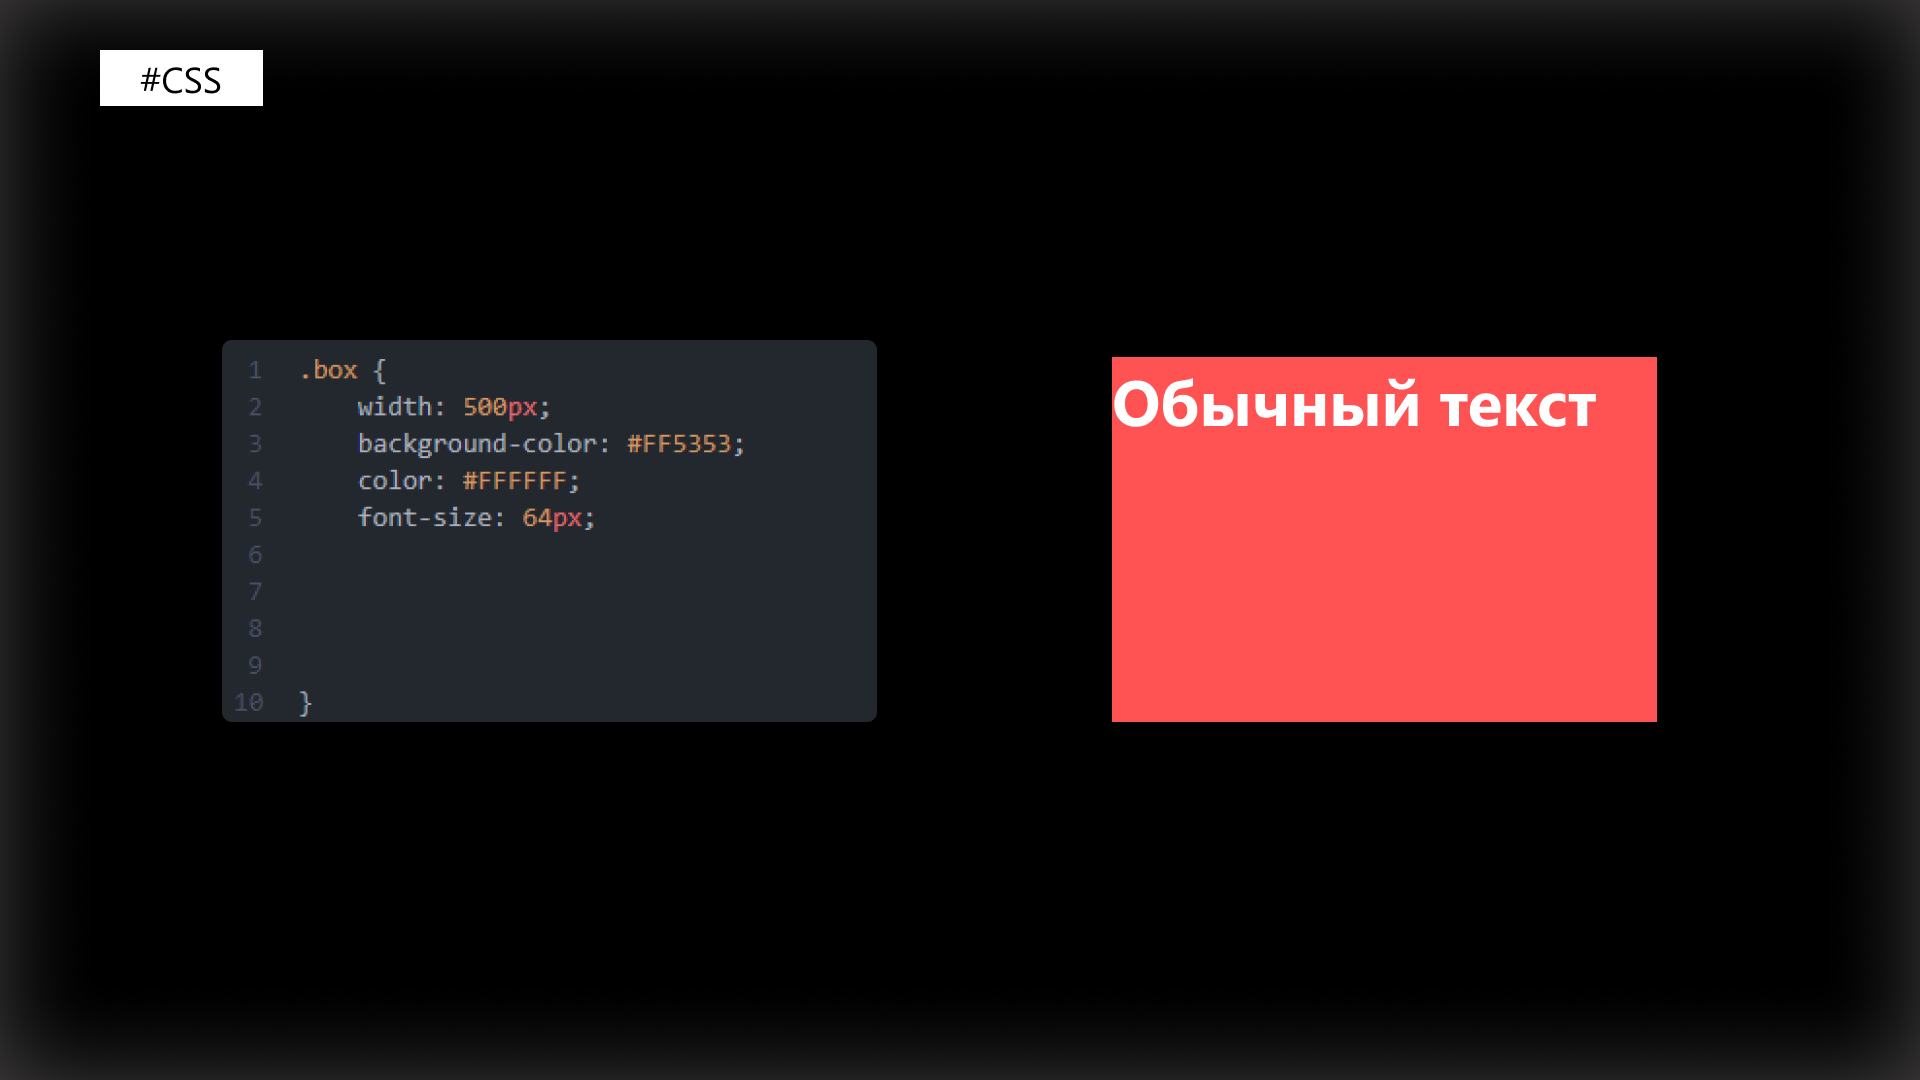 #CSS
1 .box {
2 width: 500px;
3 background-color: #FF5353;
4 color: #FFFFFF;
5 font-size: 64px;
6
7
8
9
10 }
Обычный текст